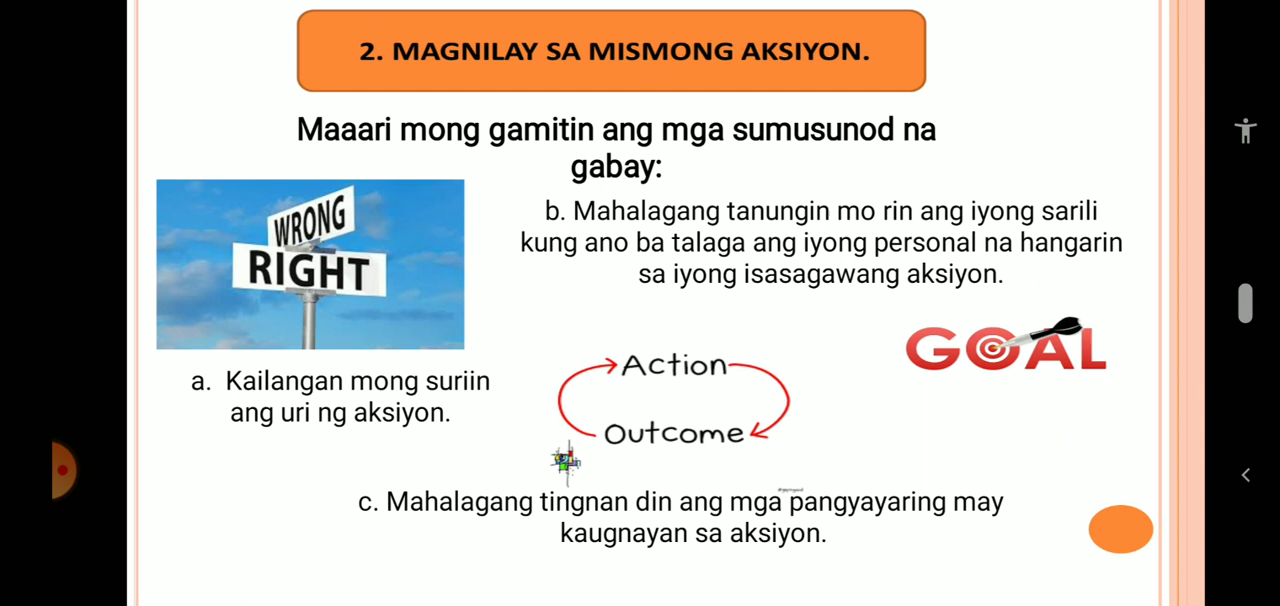 2. MAGNILAY SA MISMONG AKSIYON.
Maaari mong gamitin ang mga sumusunod na
gabay:
WRONG
RIGHT
a. Kailangan mong suriin
ang uri ng aksiyon.
b. Mahalagang tanungin mo rin ang iyong sarili
kung ano ba talaga ang iyong personal na hangarin
sa iyong isasagawang aksiyon.
GOAL
Action
Outcome
c. Mahalagang tingnan din ang mga pangyayaring may
kaugnayan sa aksiyon.